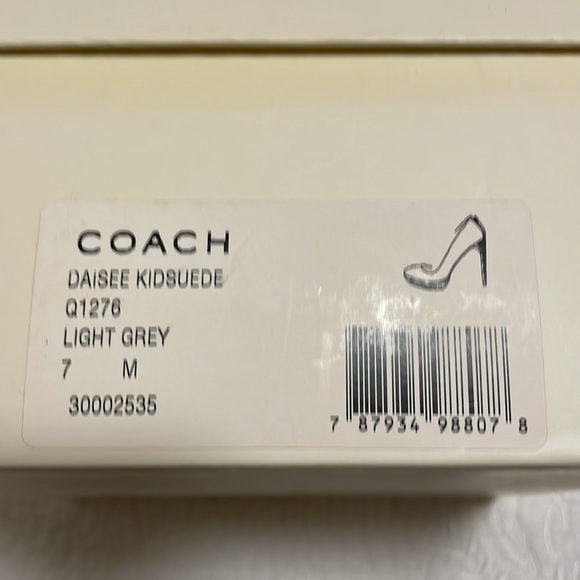 COACH
DAISEE KIDSUEDE
Q1276
LIGHT GREY
7 M
30002535
7 87934 98807 8